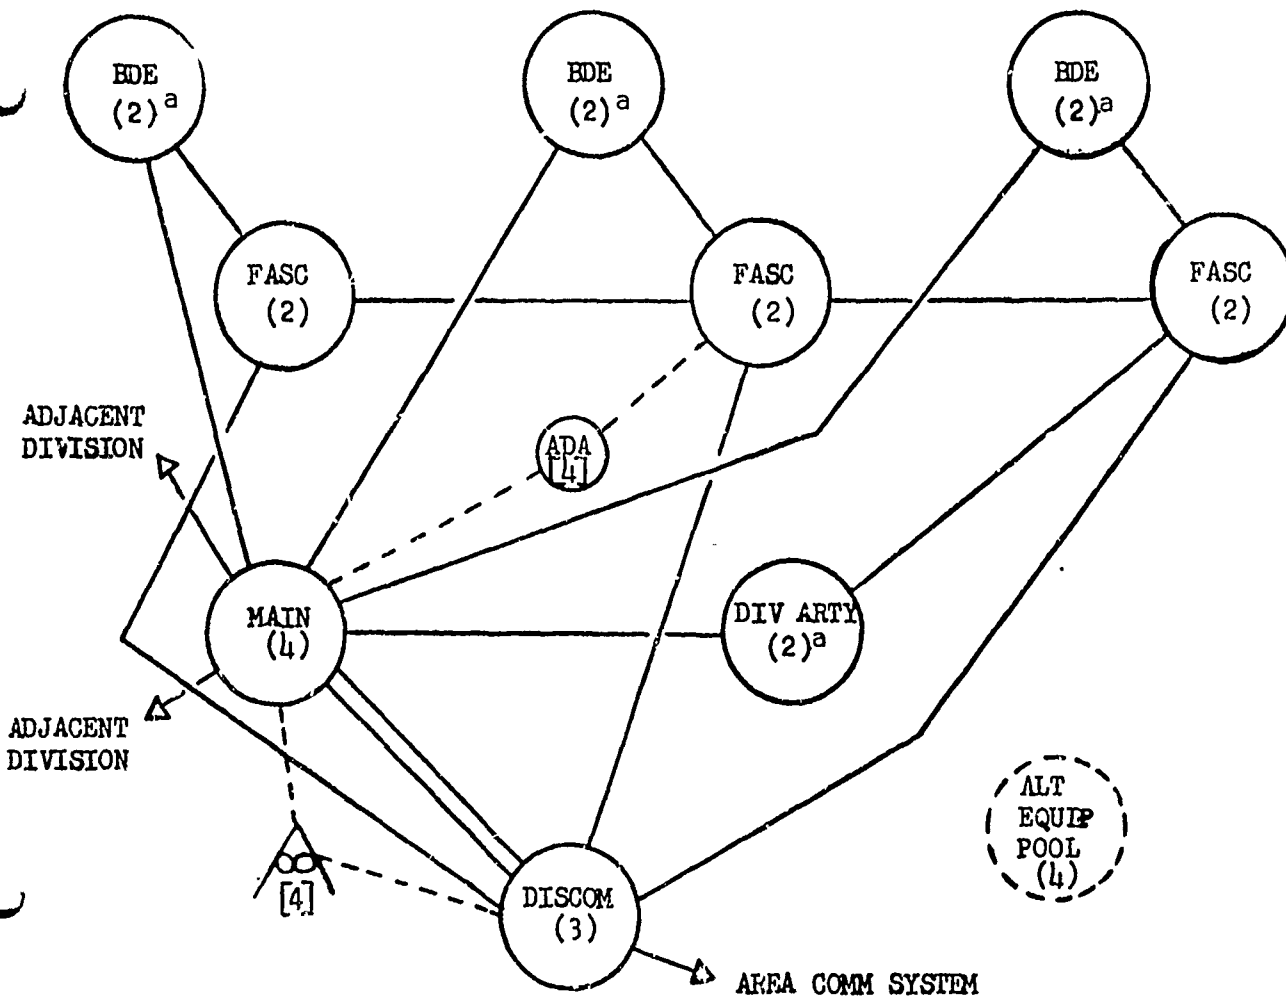 BDE
(2)a
BDE
(2)a
BDE
(2)a
FASC
(2)
FASC
(2)
FASC
(2)
ADJACENT
DIVISION
ADA
[4]
MAIN
(4)
DIV ARTY
(2)a
ADJACENT
DIVISION
ALT
EQUIP
POOL
(4)
[4]
DISCOM
(3)
AREA COMM SYSTEM